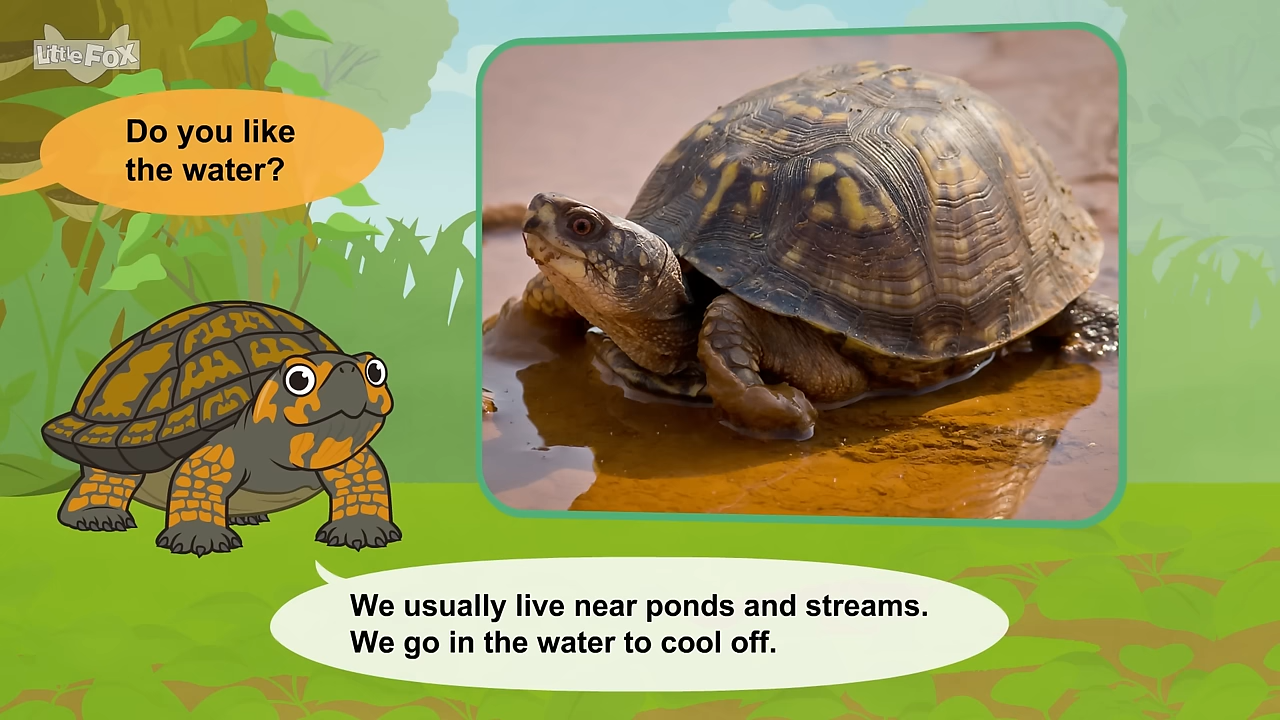 Little Fox
Do you like
the water?
We usually live near ponds and streams.
We go in the water to cool off.